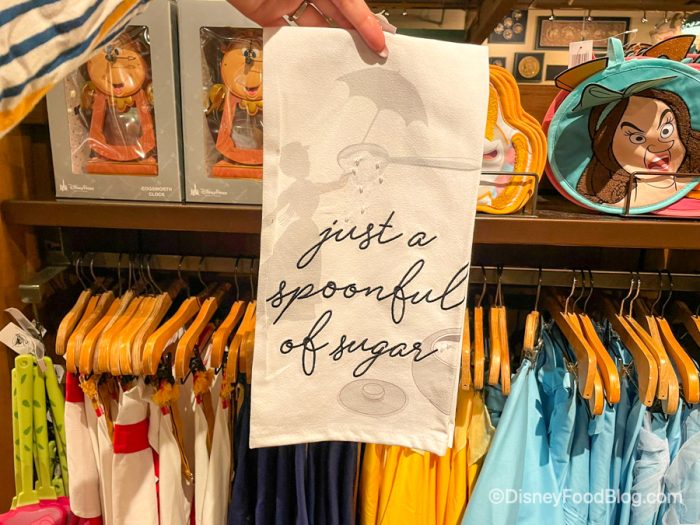 just a
spoonful
of sugar
COGSWORTH
CLOCK
©DisneyFoodBlog.com